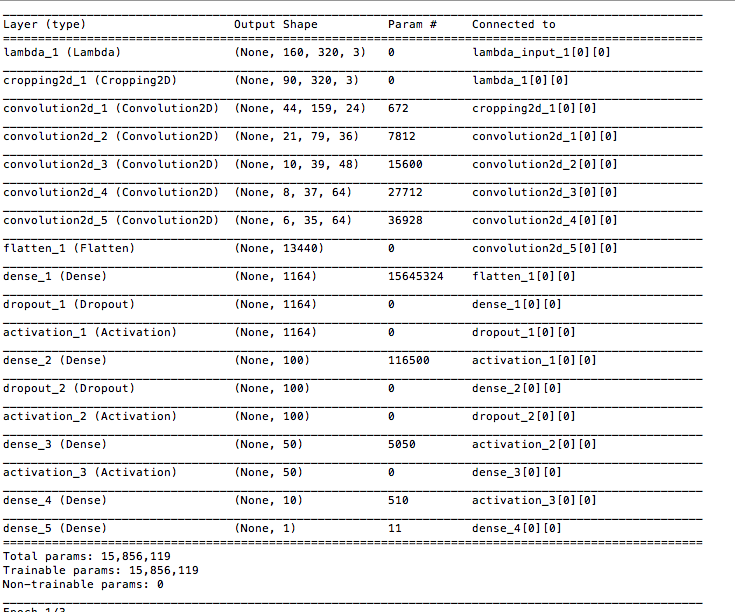 Layer (type) Output Shape Param # Connected to
lambda_1 (Lambda) (None, 160, 320, 3) 0 lambda_input_1[0][0]
cropping2d_1 (Cropping2D) (None, 90, 320, 3) 0 lambda_1[0][0]
convolution2d_1 (Convolution2D) (None, 44, 159, 24) 672 cropping2d_1[0][0]
convolution2d_2 (Convolution2D) (None, 21, 79, 36) 7812 convolution2d_1[0][0]
convolution2d_3 (Convolution2D) (None, 10, 39, 48) 15600 convolution2d_2[0][0]
convolution2d_4 (Convolution2D) (None, 8, 37, 64) 27712 convolution2d_3[0][0]
convolution2d_5 (Convolution2D) (None, 6, 35, 64) 36928 convolution2d_4[0][0]
flatten_1 (Flatten) (None, 13440) 0 convolution2d_5[0][0]
dense_1 (Dense) (None, 1164) 15645324 flatten_1[0][0]
dropout_1 (Dropout) (None, 1164) 0 dense_1[0][0]
activation_1 (Activation) (None, 1164) 0 dropout_1[0][0]
dense_2 (Dense) (None, 100) 116500 activation_1[0][0]
dropout_2 (Dropout) (None, 100) 0 dense_2[0][0]
activation_2 (Activation) (None, 100) 0 dropout_2[0][0]
dense_3 (Dense) (None, 50) 5050 activation_2[0][0]
activation_3 (Activation) (None, 50) 0 dense_3[0][0]
dense_4 (Dense) (None, 10) 510 activation_3[0][0]
dense_5 (Dense) (None, 1) 11 dense_4[0][0]
Total params: 15,856,119
Trainable params: 15,856,119
Non-trainable params: 0
Epoch 1/3